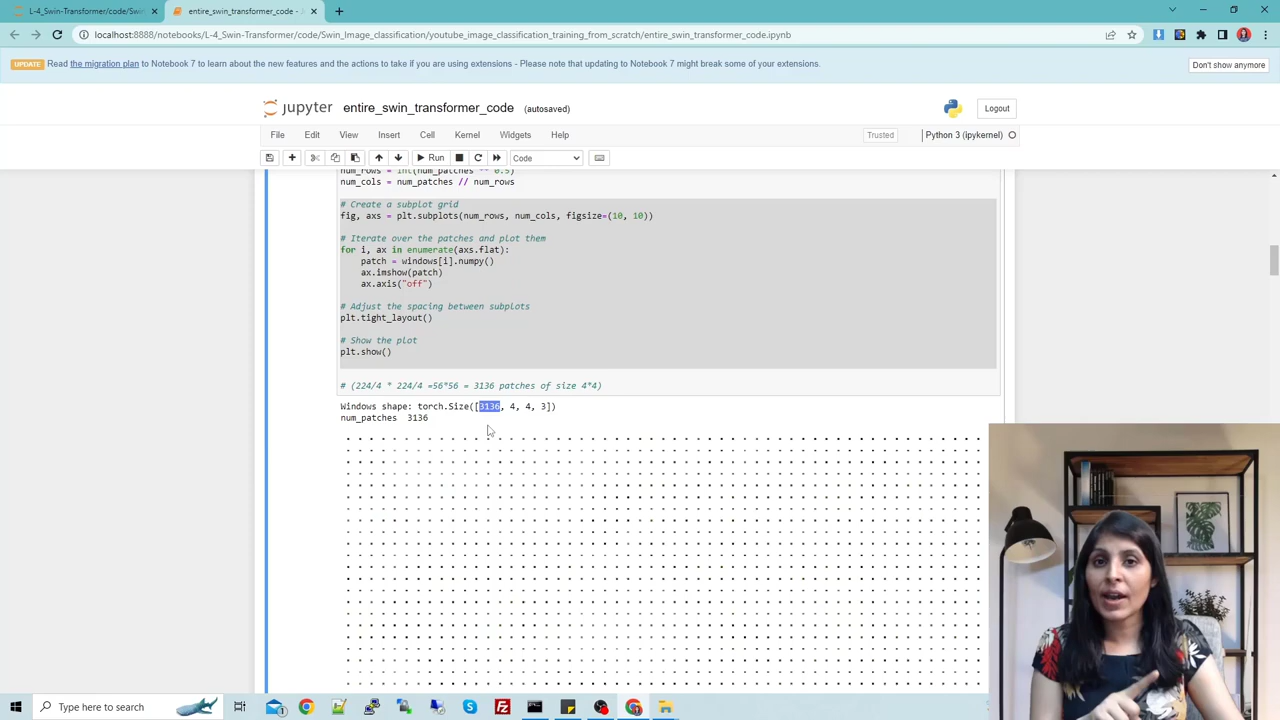 L-4_Swin-Transformer/code/Swin
entire_swin_transformer_code -
localhost:8888/notebooks/L-4_Swin-Transformer/code/Swin_Image_classification/youtube_image_classification_training_from_scratch/entire_swin_transformer_code.ipynb
UPDATE Read the migration plan to Notebook 7 to learn about the new features and the actions to take if you are using extensions - Please note that updating to Notebook 7 might break some of your extensions.
Don't show anymore
jupyter entire_swin_transformer_code (autosaved)
Logout
File Edit View Insert Cell Kernel Widgets Help
Trusted
Python 3 (ipykernel)
Run
Code
num_rows = int(num_patches ** 0.5)
num_cols = num_patches // num_rows
# Create a subplot grid
fig, axs = plt.subplots(num_rows, num_cols, figsize=(10, 10))
# Iterate over the patches and plot them
for i, ax in enumerate(axs.flat):
patch = windows[i].numpy()
ax.imshow(patch)
ax.axis("off")
# Adjust the spacing between subplots
plt.tight_layout()
# Show the plot
plt.show()
# (224/4 * 224/4 =56*56 = 3136 patches of size 4*4)
Windows shape: torch.Size([3136, 4, 4, 3])
num_patches 3136
Type here to search